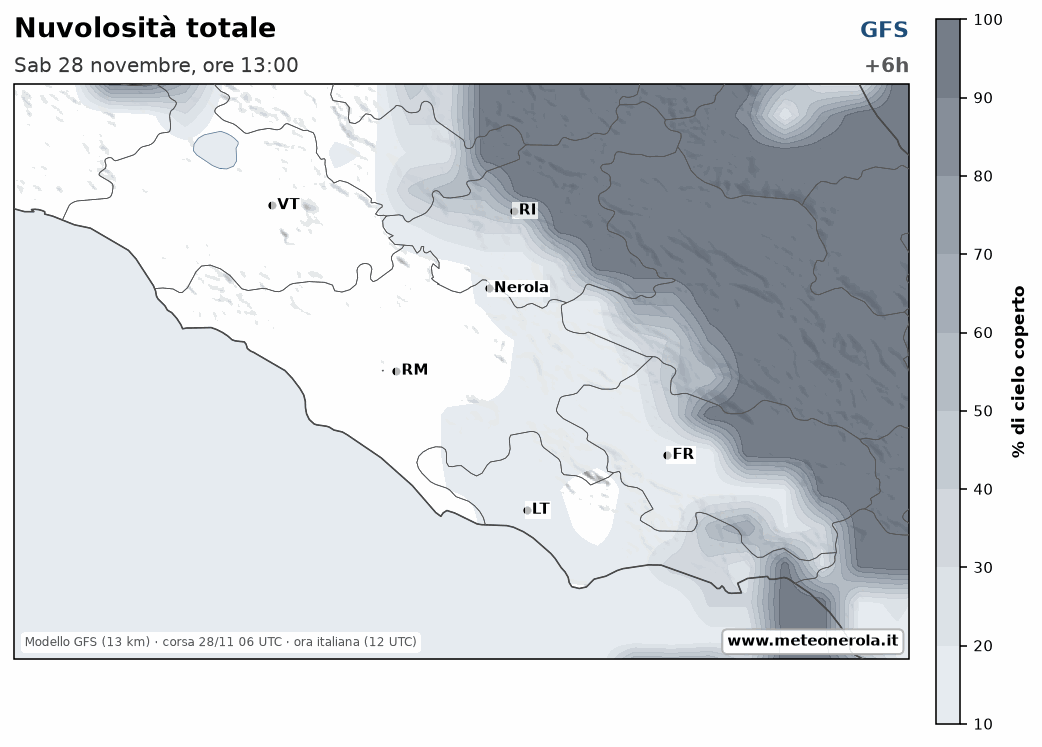 Nuvolosità totale
GFS
Sab 28 novembre, ore 13:00
+6h
100
90
80
70
60
50
40
30
20
10
% di cielo coperto
VT
RI
Nerola
RM
FR
LT
Modello GFS (13 km) · corsa 28/11 06 UTC · ora italiana (12 UTC)
www.meteonerola.it